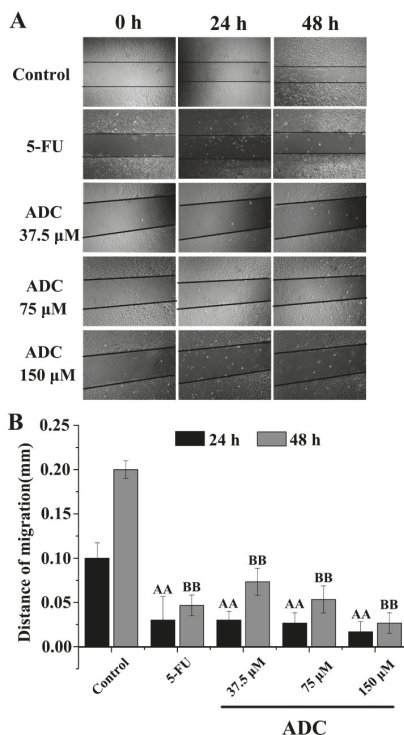 A
0 h 24 h 48 h
Control
5-FU
ADC
37.5 μM
ADC
75 μM
ADC
150 μM
B
24 h 48 h
Distance of migration(mm)
0.25
0.20
0.15
0.10
0.05
0.00
AA BB AA BB AA BB AA BB
Control 5-FU 37.5 μM 75 μM 150 μM
ADC